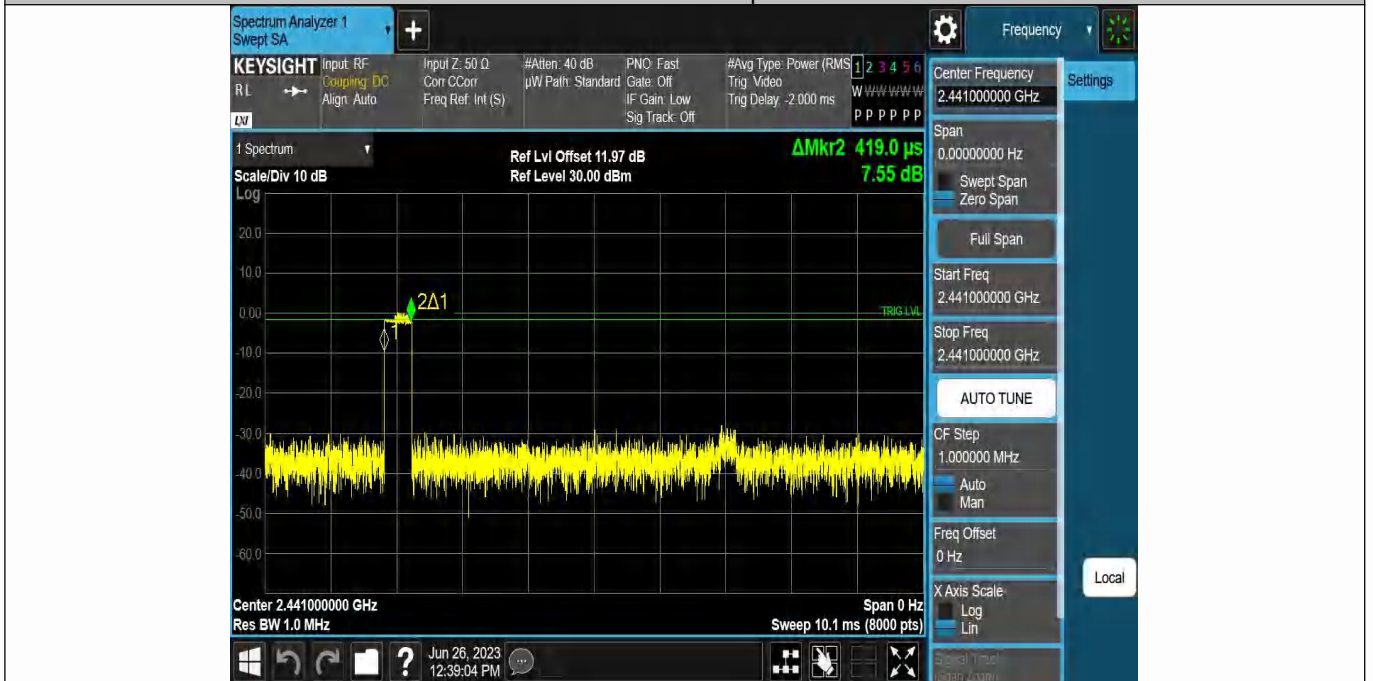 Spectrum Analyzer 1
Swept SA
+
Frequency
KEYSIGHT
RL
LXI
Input: RF
Coupling: DC
Align: Auto
Input Z: 50 Ω
Corr CCorr
Freq Ref: Int (S)
#Atten: 40 dB
µW Path: Standard
PNO: Fast
Gate: Off
IF Gain: Low
Sig Track: Off
#Avg Type: Power (RMS
Trig: Video
Trig Delay: -2.000 ms
1 2 3 4 5 6
W W W W W W
P P P P P P
Center Frequency
2.441000000 GHz
Settings
Span
0.00000000 Hz
Swept Span
Zero Span
Full Span
Start Freq
2.441000000 GHz
Stop Freq
2.441000000 GHz
AUTO TUNE
CF Step
1.000000 MHz
Auto
Man
Freq Offset
0 Hz
X Axis Scale
Log
Lin
Local
1 Spectrum
Scale/Div 10 dB
Log
Ref Lvl Offset 11.97 dB
Ref Level 30.00 dBm
ΔMkr2 419.0 µs
7.55 dB
20.0
10.0
0.00
-10.0
-20.0
-30.0
-40.0
-50.0
-60.0
2Δ1
TRIG LVL
Center 2.441000000 GHz
Res BW 1.0 MHz
Span 0 Hz
Sweep 10.1 ms (8000 pts)
?
Jun 26, 2023
12:39:04 PM